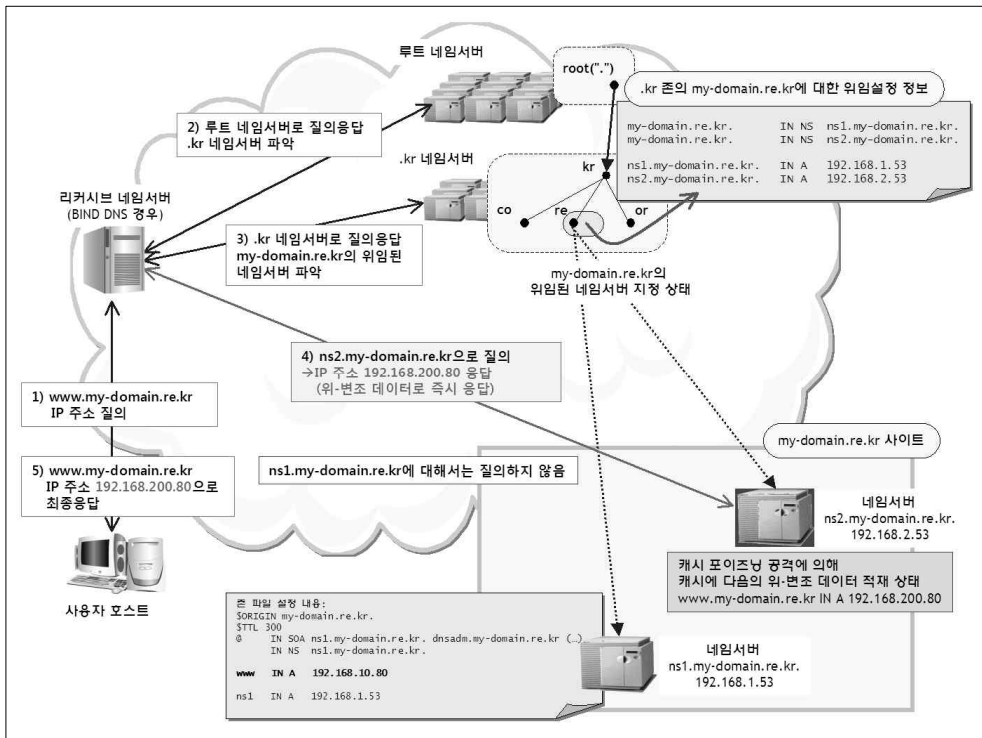 루트 네임서버
root(".")
.kr 존의 my-domain.re.kr에 대한 위임설정 정보
my-domain.re.kr. IN NS ns1.my-domain.re.kr.
my-domain.re.kr. IN NS ns2.my-domain.re.kr.
ns1.my-domain.re.kr. IN A 192.168.1.53
ns2.my-domain.re.kr. IN A 192.168.2.53
2) 루트 네임서버로 질의응답
.kr 네임서버 파악
.kr 네임서버
kr
co
re
or
리커시브 네임서버
(BIND DNS 경우)
3) .kr 네임서버로 질의응답
my-domain.re.kr의 위임된
네임서버 파악
my-domain.re.kr의
위임된 네임서버 지정 상태
4) ns2.my-domain.re.kr으로 질의
→IP 주소 192.168.200.80 응답
(위-변조 데이터로 즉시 응답)
1) www.my-domain.re.kr
IP 주소 질의
my-domain.re.kr 사이트
5) www.my-domain.re.kr
IP 주소 192.168.200.80으로
최종응답
ns1.my-domain.re.kr에 대해서는 질의하지 않음
네임서버
ns2.my-domain.re.kr.
192.168.2.53
캐시 포이즈닝 공격에 의해
캐시에 다음의 위-변조 데이터 적재 상태
www.my-domain.re.kr IN A 192.168.200.80
사용자 호스트
존 파일 설정 내용:
$ORIGIN my-domain.re.kr.
$TTL 300
@ IN SOA ns1.my-domain.re.kr. dnsadm.my-domain.re.kr (…)
IN NS ns1.my-domain.re.kr.
www IN A 192.168.10.80
ns1 IN A 192.168.1.53
네임서버
ns1.my-domain.re.kr.
192.168.1.53